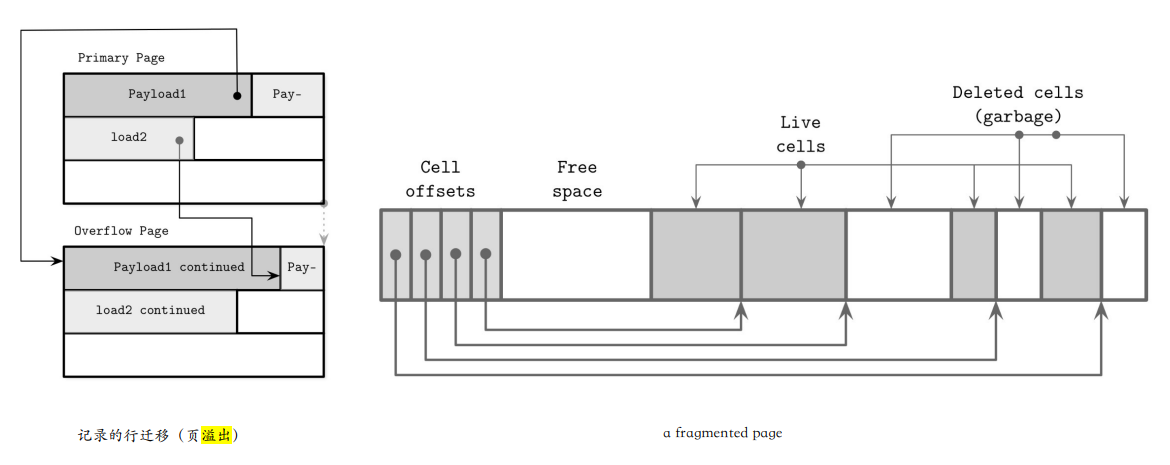 Primary Page
Payload1
Pay-
load2
Overflow Page
Payload1 continued
Pay-
load2 continued
记录的行迁移（页溢出）
Cell
offsets
Free
space
Live
cells
Deleted cells
(garbage)
a fragmented page